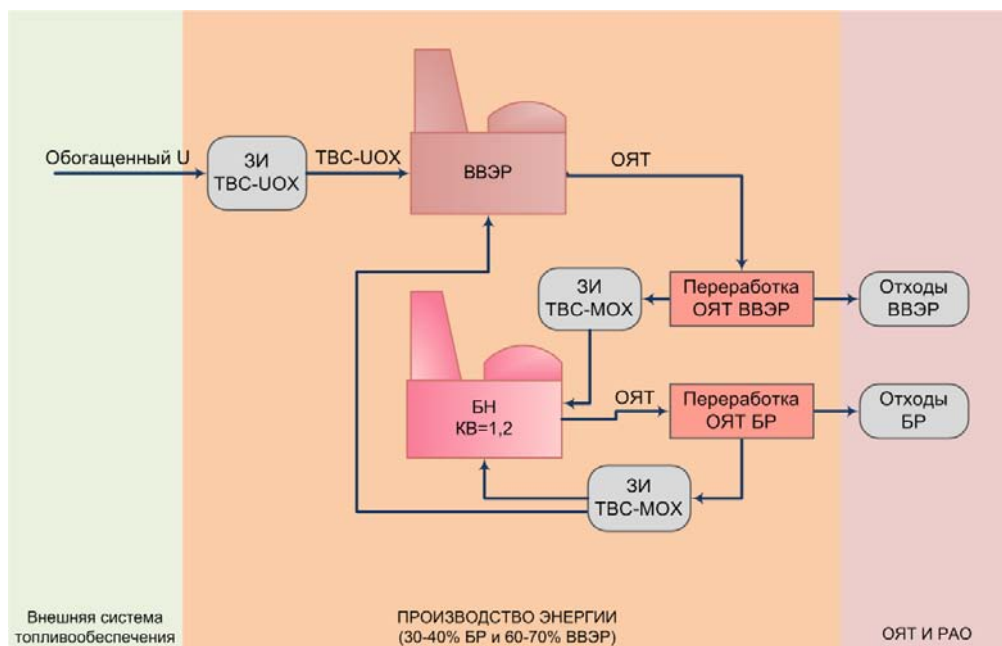 Обогащенный U
ЗИ
ТВС-UOX
ТВС-UOX
ВВЭР
ОЯТ
ЗИ
ТВС-МОХ
Переработка
ОЯТ ВВЭР
Отходы
ВВЭР
БН
КВ=1,2
ОЯТ
Переработка
ОЯТ БР
Отходы
БР
ЗИ
ТВС-МОХ
Внешняя система
топливообеспечения
ПРОИЗВОДСТВО ЭНЕРГИИ
(30-40% БР и 60-70% ВВЭР)
ОЯТ И РАО